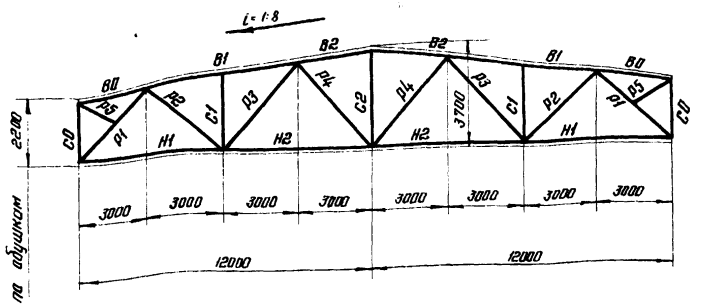 i=1:8
В0 В1 В2 В2 В1 В0
Р5 Р1 Р2 С1 Р3 Р4 С2 Р4 Р3 С1 Р2 Р1 Р5
С0 С0
Н1 Н2 Н2 Н1
2200
3700
3000 3000 3000 3000 3000 3000 3000 3000
12000 12000
па абушкам